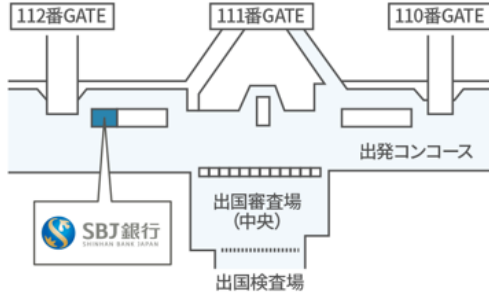 112番GATE
111番GATE
110番GATE
出発コンコース
SBJ銀行
SHINHAN BANK JAPAN
出国審査場
(中央)
出国検査場